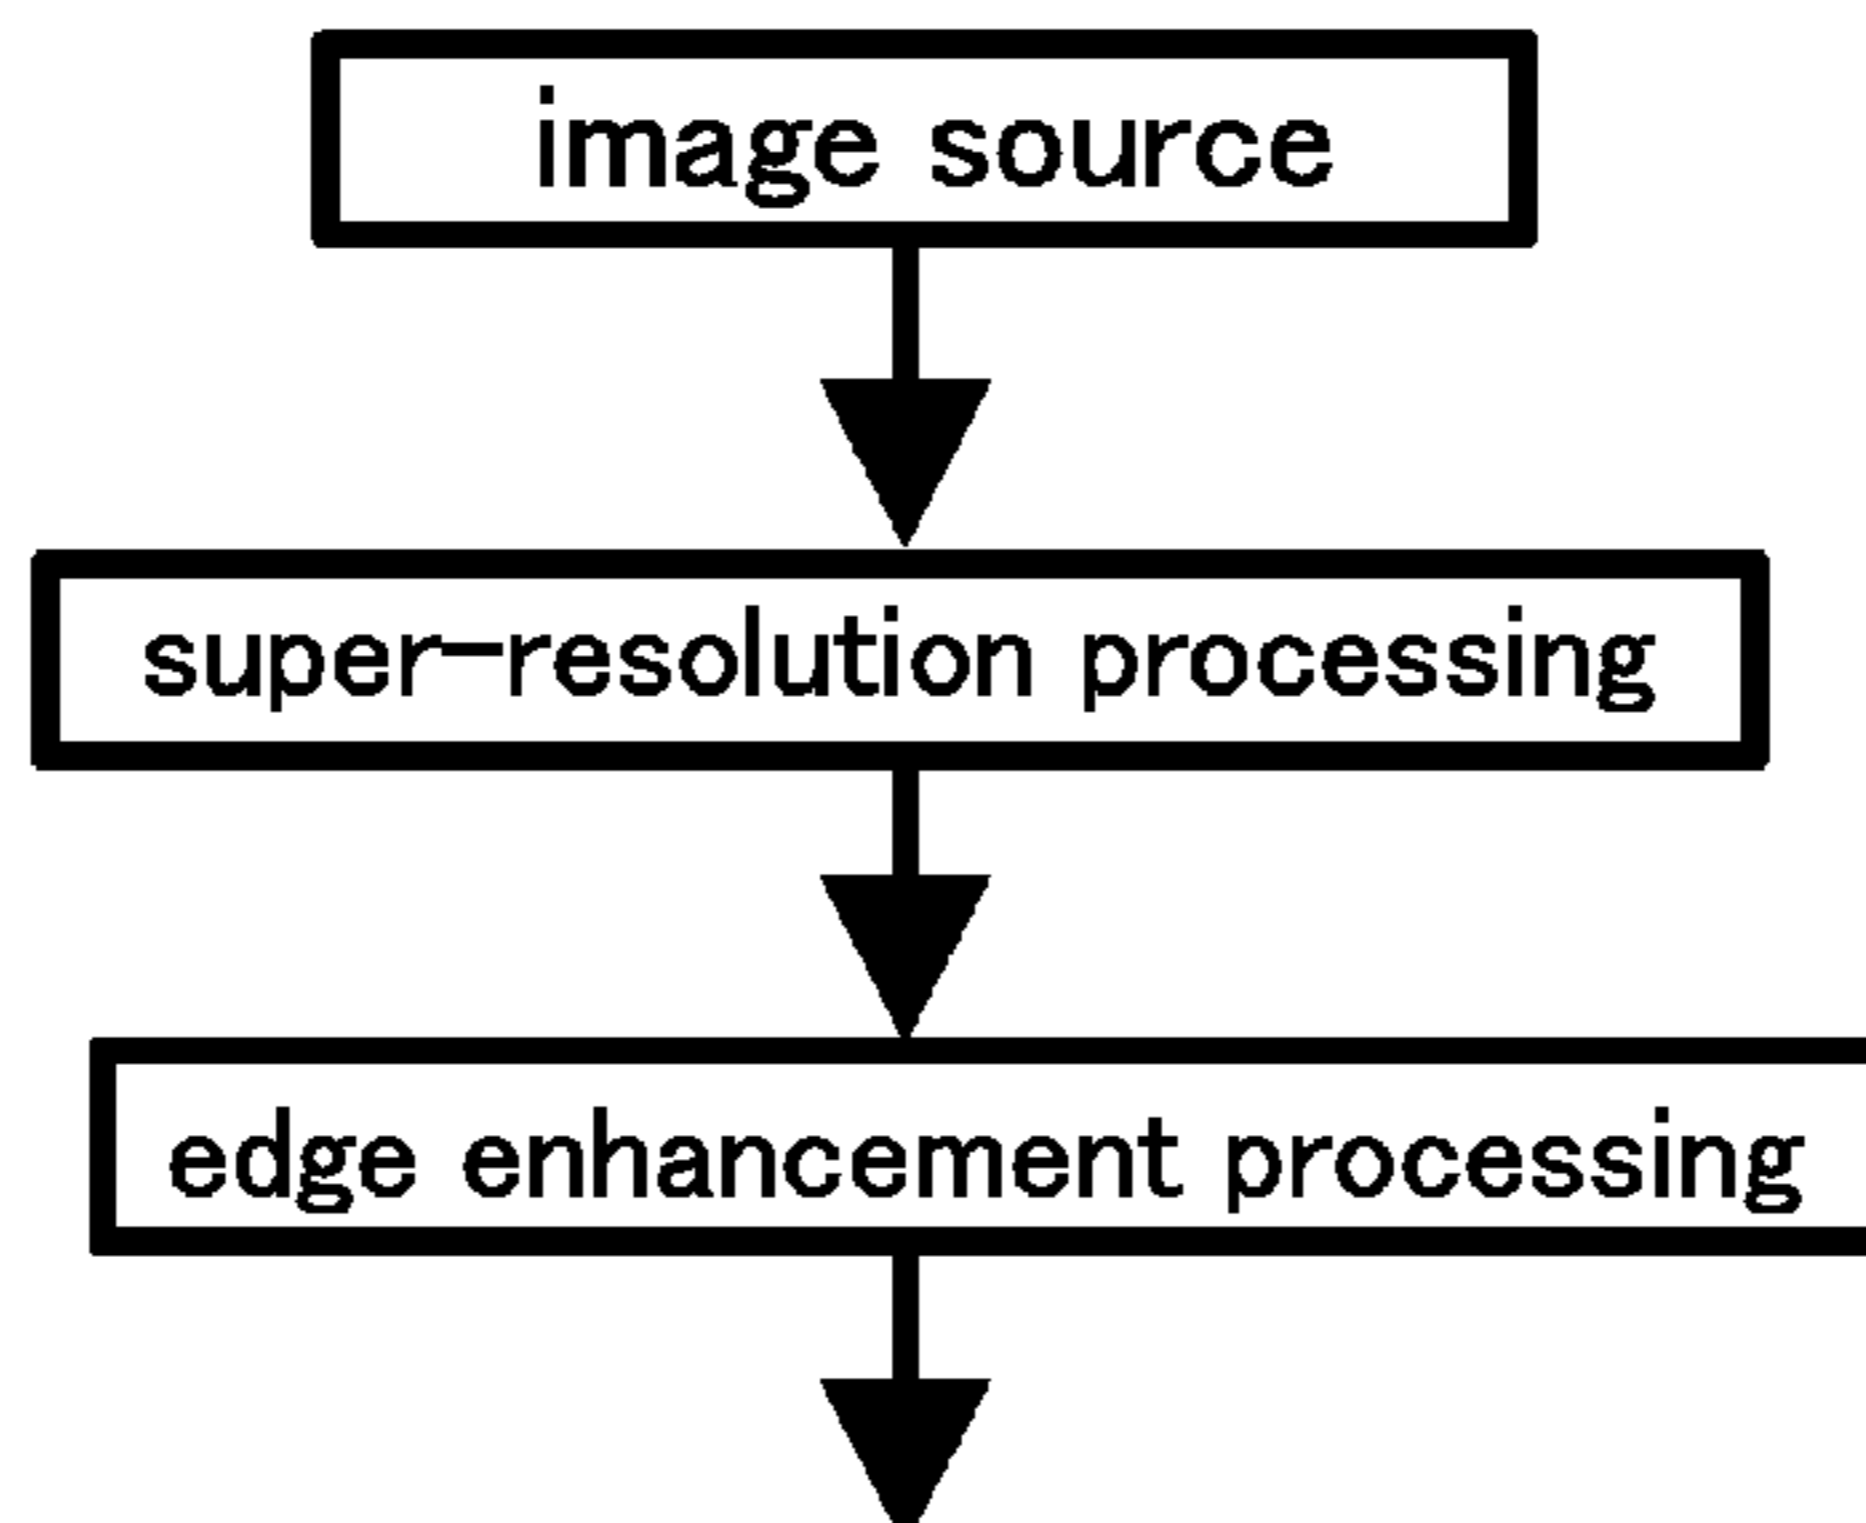 image source
super-resolution processing
edge enhancement processing